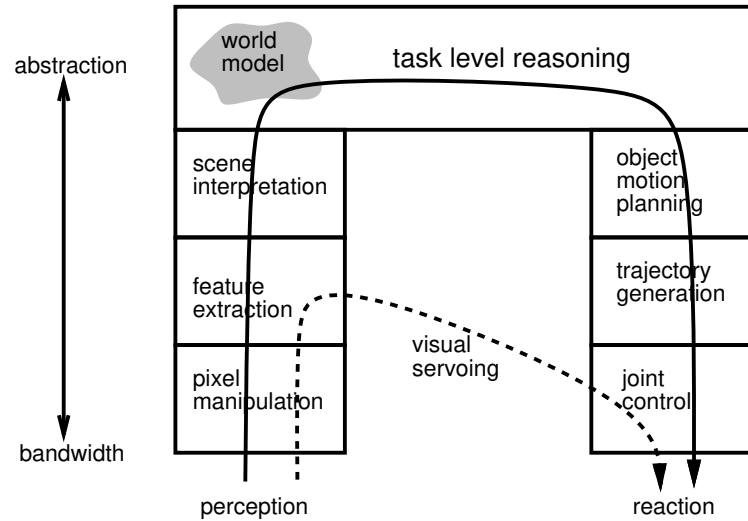 world
model
task level reasoning
abstraction
scene
interpretation
object
motion
planning
feature
extraction
trajectory
generation
visual
servoing
pixel
manipulation
joint
control
bandwidth
perception
reaction